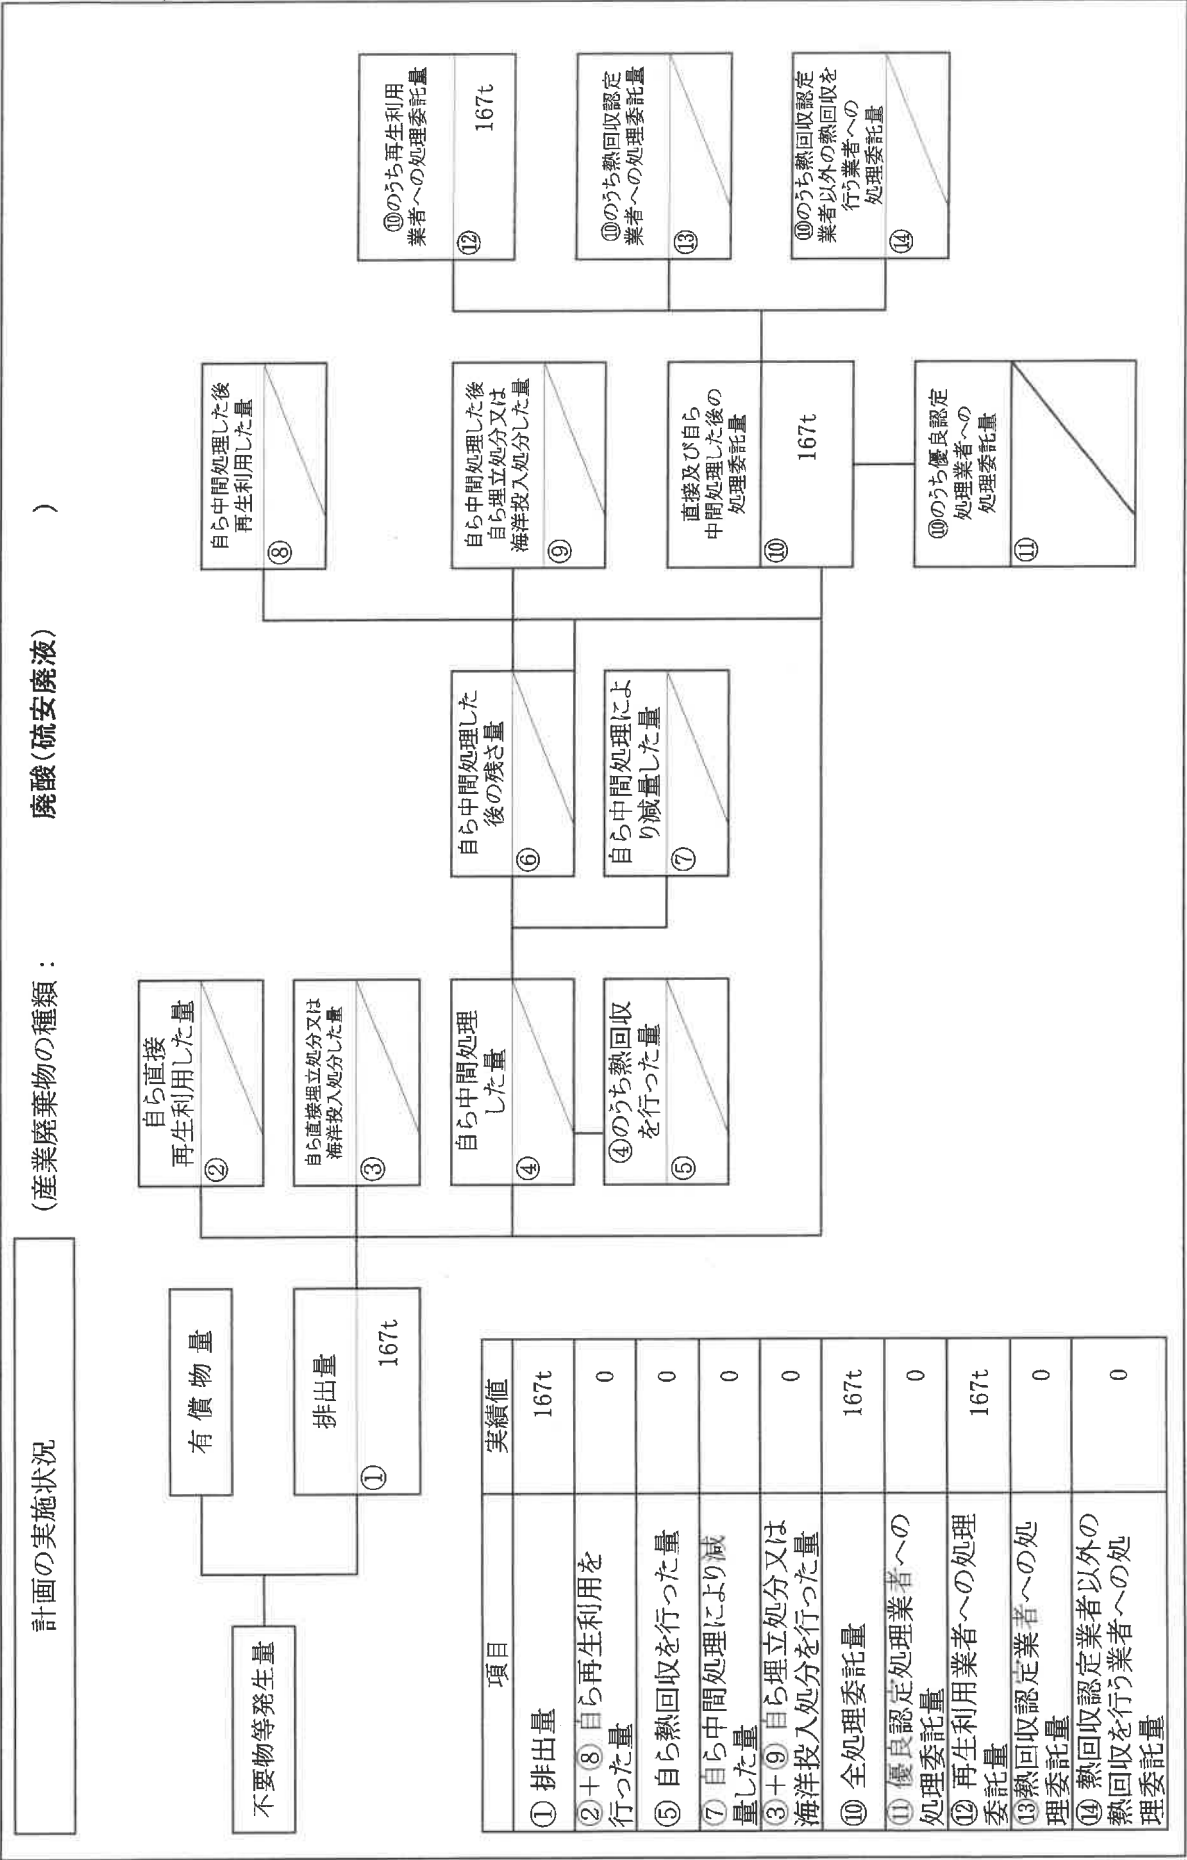 計画の実施状況
(産業廃棄物の種類： 廃酸(硫安廃液) )
不要物等発生量
有償物量
排出量
① 167t
自ら直接
再生利用した量
②
自ら直接埋立処分又は
海洋投入処分した量
③
自ら中間処理
した量
④
④のうち熱回収
を行った量
⑤
自ら中間処理した
後の残さ量
⑥
自ら中間処理によ
り減量した量
⑦
自ら中間処理した後
再生利用した量
⑧
自ら中間処理した後
自ら埋立処分又は
海洋投入処分した量
⑨
直接及び自ら
中間処理した後の
処理委託量
⑩ 167t
⑩のうち優良認定
処理業者への
処理委託量
⑪
⑩のうち再生利用
業者への処理委託量
⑫ 167t
⑩のうち熱回収認定
業者への処理委託量
⑬
⑩のうち熱回収認定
業者以外の熱回収を
行う業者への
処理委託量
⑭
項目 実績値
①排出量 167t
②＋⑧自ら再生利用を
行った量 0
⑤自ら熱回収を行った量 0
⑦自ら中間処理により減
量した量 0
③＋⑨自ら埋立処分又は
海洋投入処分を行った量 0
⑩全処理委託量 167t
⑪優良認定処理業者への
処理委託量 0
⑫再生利用業者への処理
委託量 167t
⑬熱回収認定業者への処
理委託量 0
⑭熱回収認定業者以外の
熱回収を行う業者への処
理委託量 0